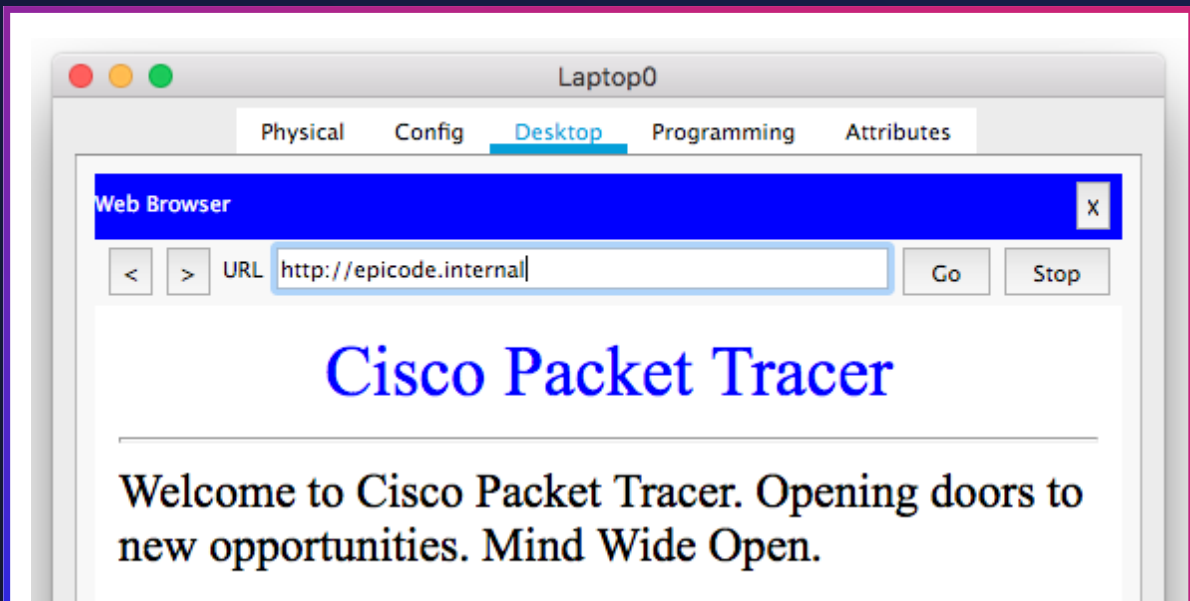 Laptop0
Physical Config Desktop Programming Attributes
Web Browser X
< > URL http://epicode.internal Go Stop
Cisco Packet Tracer
Welcome to Cisco Packet Tracer. Opening doors to
new opportunities. Mind Wide Open.